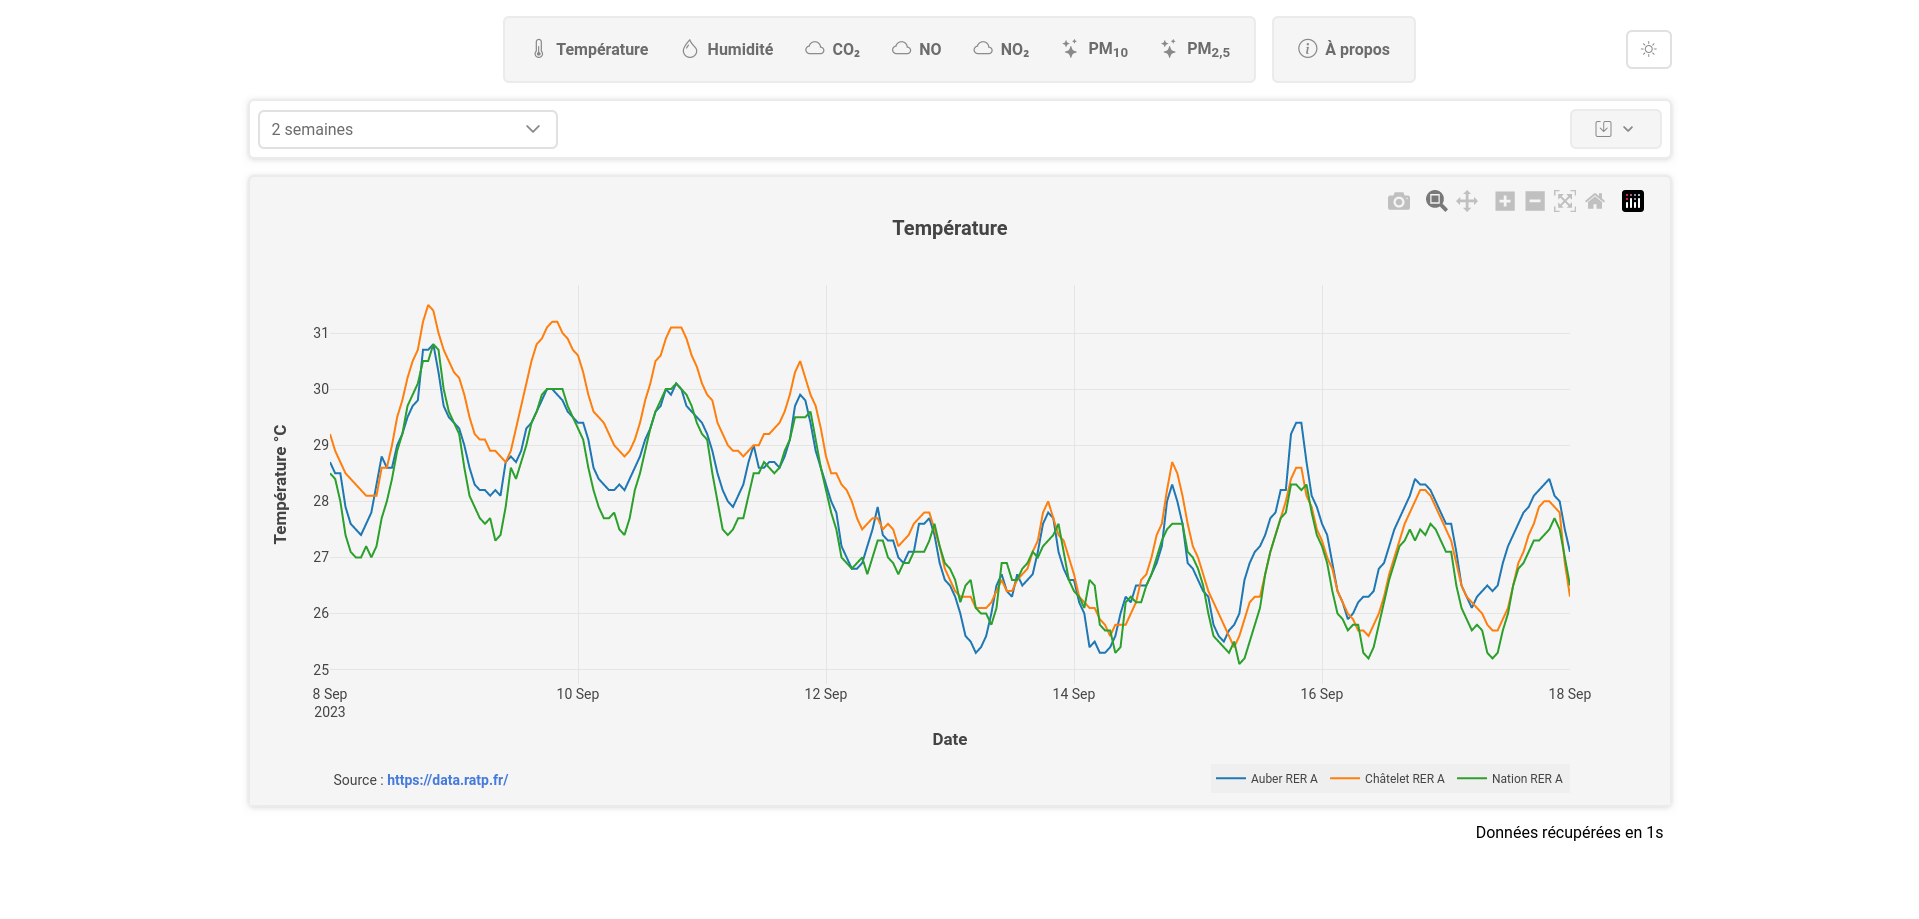 Température Humidité CO₂ NO NO₂ PM₁₀ PM₂,₅ À propos
2 semaines
Température
Température °C
31
30
29
28
27
26
25
8 Sep 10 Sep 12 Sep 14 Sep 16 Sep 18 Sep
2023
Date
Source : https://data.ratp.fr/
Auber RER A Châtelet RER A Nation RER A
Données récupérées en 1s